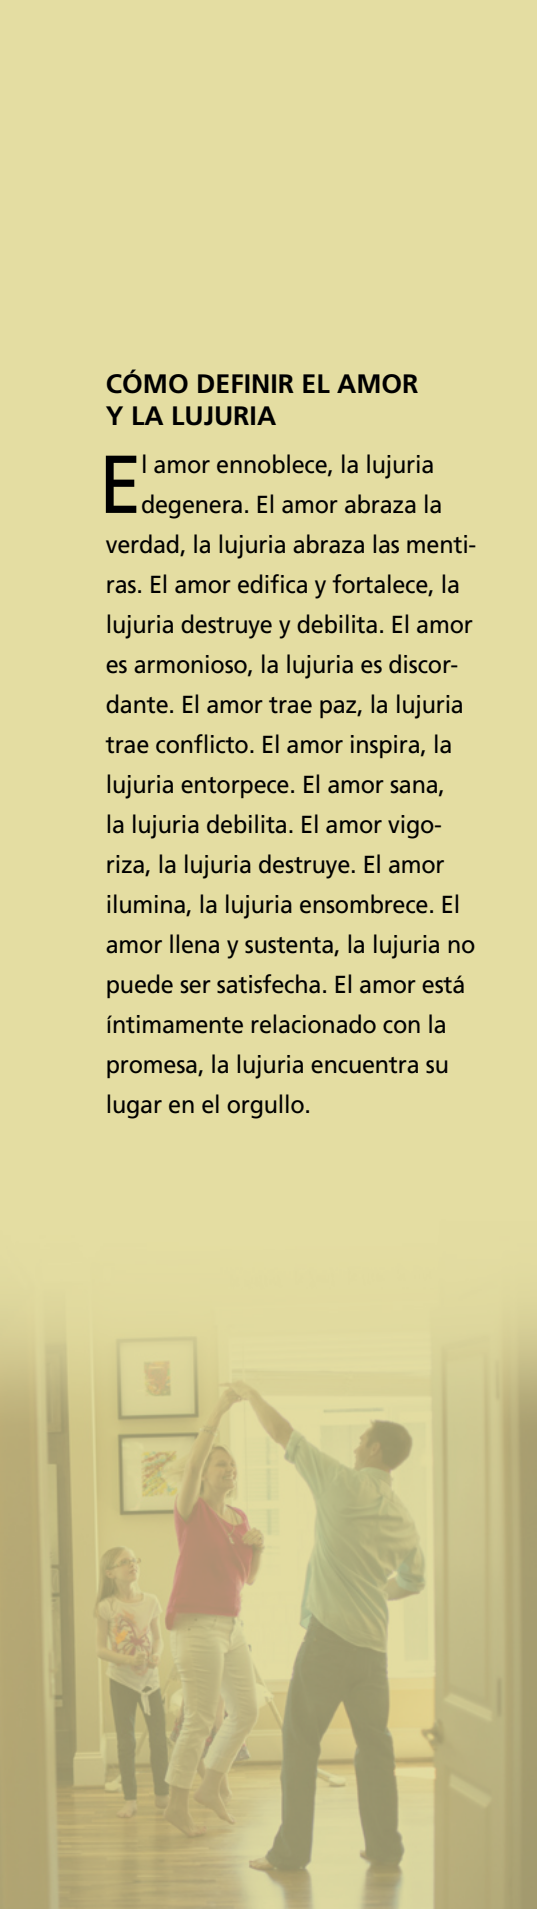 CÓMO DEFINIR EL AMOR
Y LA LUJURIA
El amor ennoblece, la lujuria
degenera. El amor abraza la
verdad, la lujuria abraza las menti-
ras. El amor edifica y fortalece, la
lujuria destruye y debilita. El amor
es armonioso, la lujuria es discor-
dante. El amor trae paz, la lujuria
trae conflicto. El amor inspira, la
lujuria entorpece. El amor sana,
la lujuria debilita. El amor vigo-
riza, la lujuria destruye. El amor
ilumina, la lujuria ensombrece. El
amor llena y sustenta, la lujuria no
puede ser satisfecha. El amor está
íntimamente relacionado con la
promesa, la lujuria encuentra su
lugar en el orgullo.